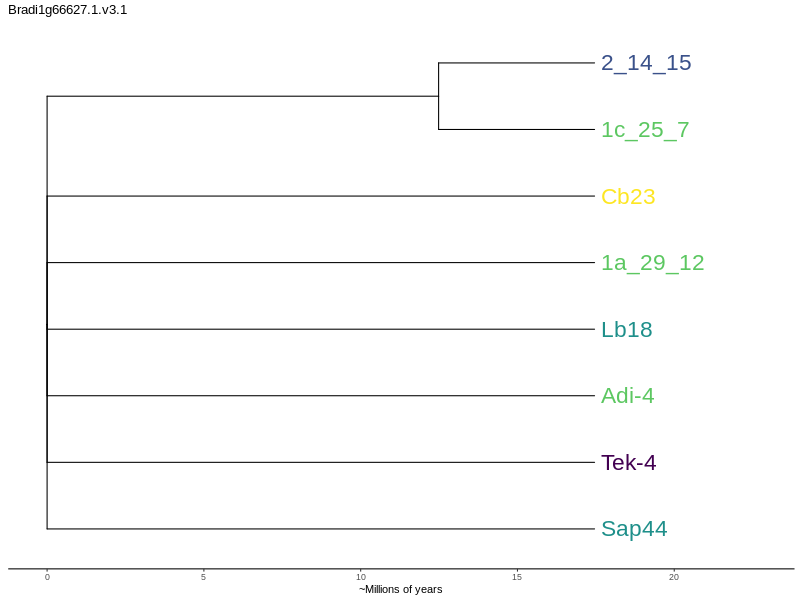 Bradi1g66627.1.v3.1
2_14_15
1c_25_7
Cb23
1a_29_12
Lb18
Adi-4
Tek-4
Sap44
0 5 10 15 20
~Millions of years